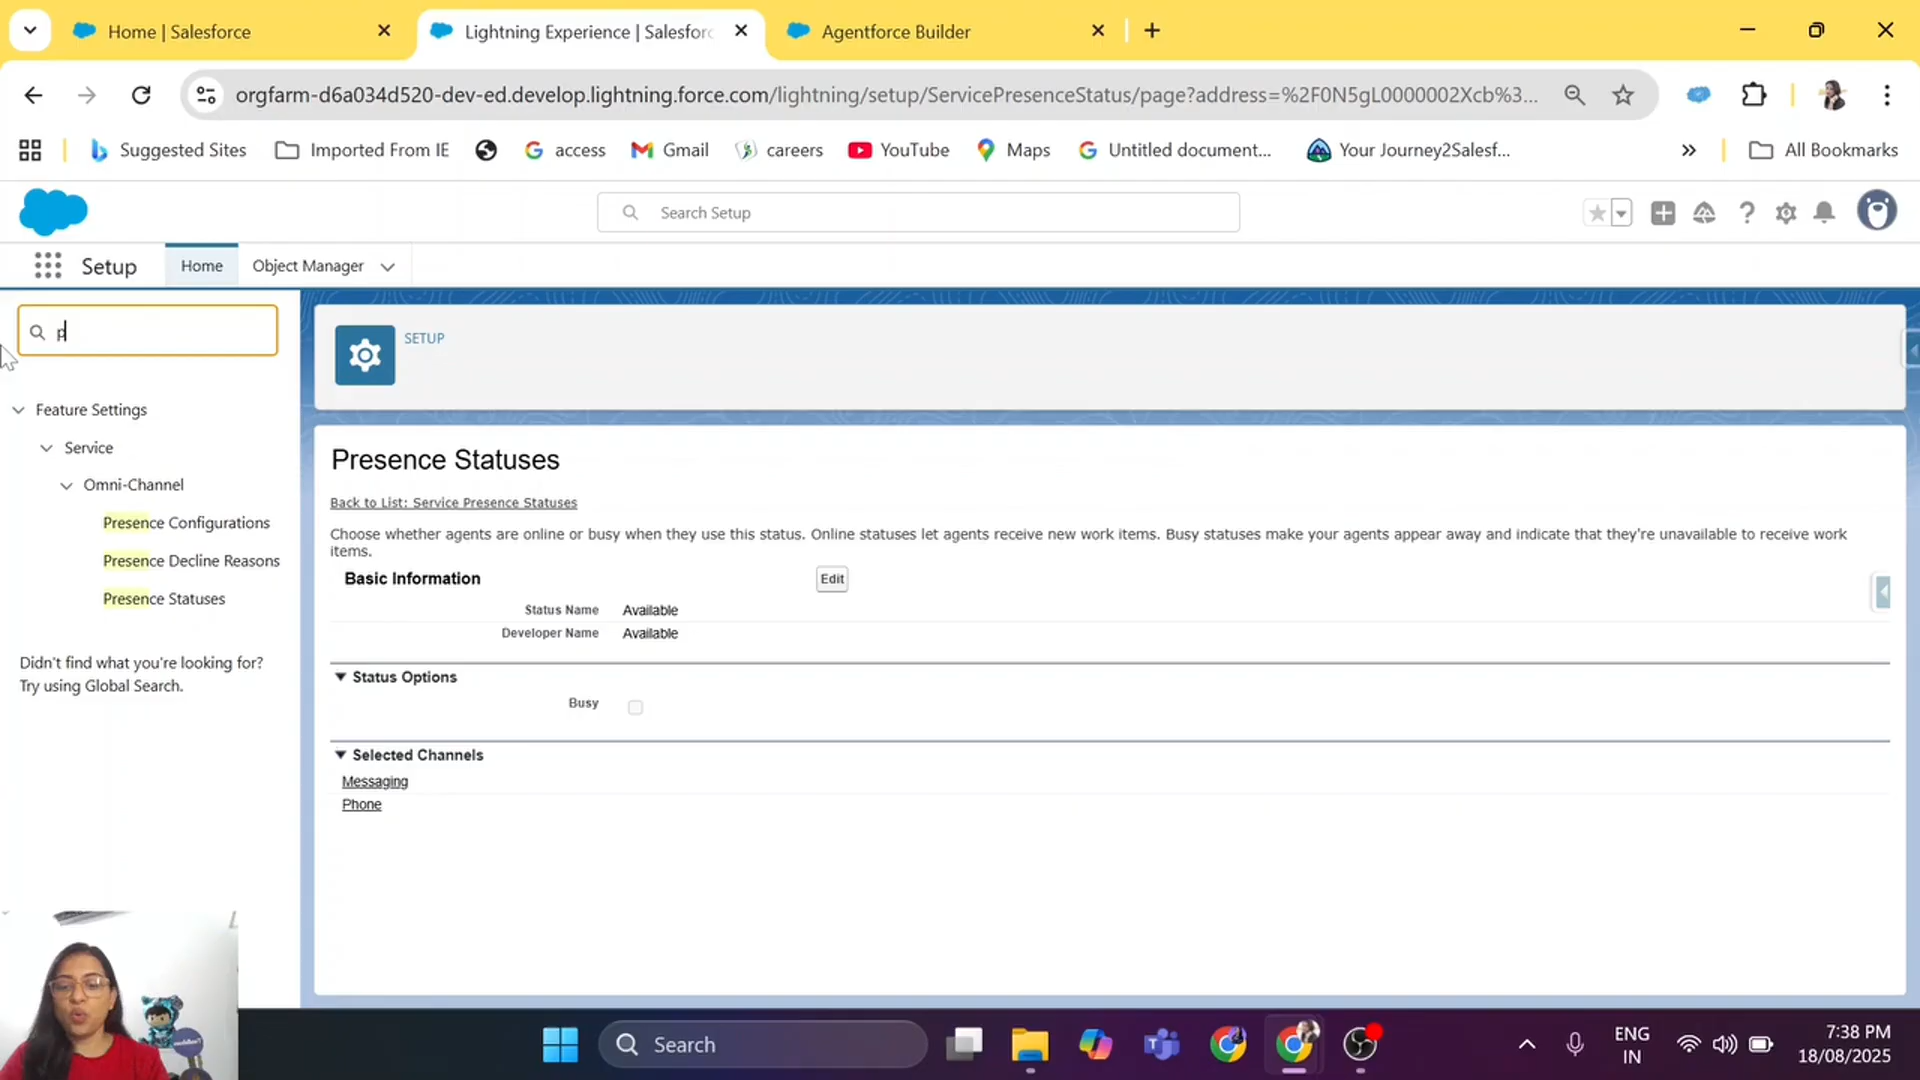 Home | Salesforce
Lightning Experience | Salesforc
Agentforce Builder
orgfarm-d6a034d520-dev-ed.develop.lightning.force.com/lightning/setup/ServicePresenceStatus/page?address=%2F0N5gL0000002Xcb%3...
Suggested Sites
Imported From IE
access
Gmail
careers
YouTube
Maps
Untitled document...
Your Journey2Salesf...
All Bookmarks
Search Setup
Setup
Home
Object Manager
p
SETUP
Feature Settings
Service
Omni-Channel
Presence Configurations
Presence Decline Reasons
Presence Statuses
Didn't find what you're looking for?
Try using Global Search.
Presence Statuses
Back to List: Service Presence Statuses
Choose whether agents are online or busy when they use this status. Online statuses let agents receive new work items. Busy statuses make your agents appear away and indicate that they're unavailable to receive work
items.
Basic Information
Edit
Status Name Available
Developer Name Available
Status Options
Busy
Selected Channels
Messaging
Phone
Search
ENG
IN
7:38 PM
18/08/2025